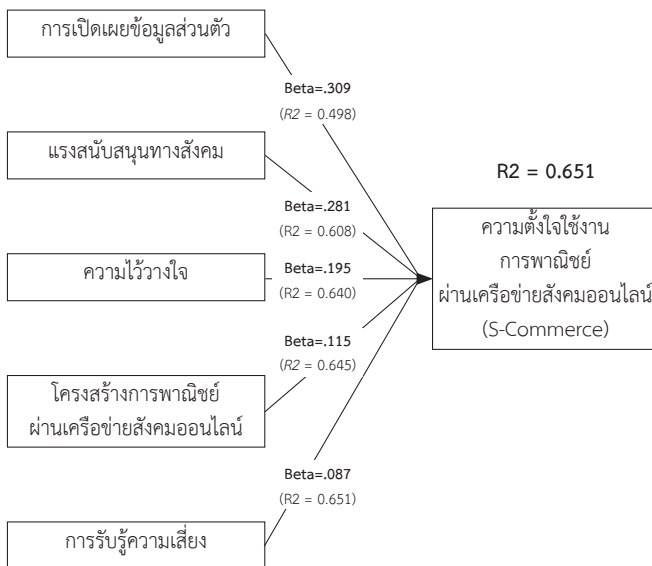 การเปิดเผยข้อมูลส่วนตัว
Beta=.309
(R2 = 0.498)
แรงสนับสนุนทางสังคม
R2 = 0.651
Beta=.281
(R2 = 0.608)
ความตั้งใจใช้งาน
การพาณิชย์
ผ่านเครือข่ายสังคมออนไลน์
(S-Commerce)
ความไว้วางใจ
Beta=.195
(R2 = 0.640)
Beta=.115
(R2 = 0.645)
โครงสร้างการพาณิชย์
ผ่านเครือข่ายสังคมออนไลน์
Beta=.087
(R2 = 0.651)
การรับรู้ความเสี่ยง